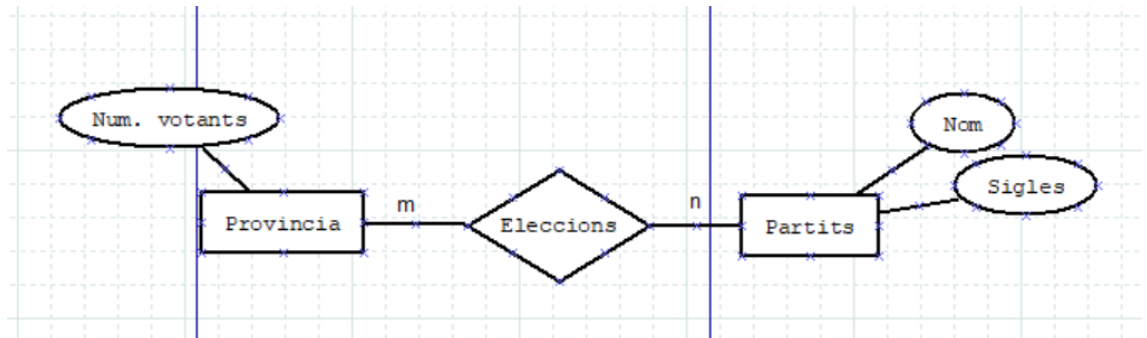 Num. votants
Nom
Sigles
Provincia
m
Eleccions
n
Partits